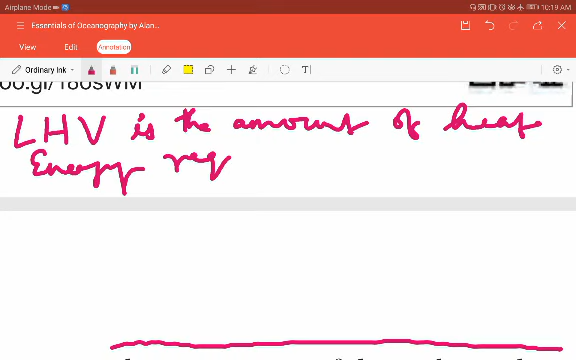 Airplane Mode 10:19 AM
Essentials of Oceanography by Alan...
View Edit Annotation
Ordinary Ink T
LHV is the amount of heat
Energy req